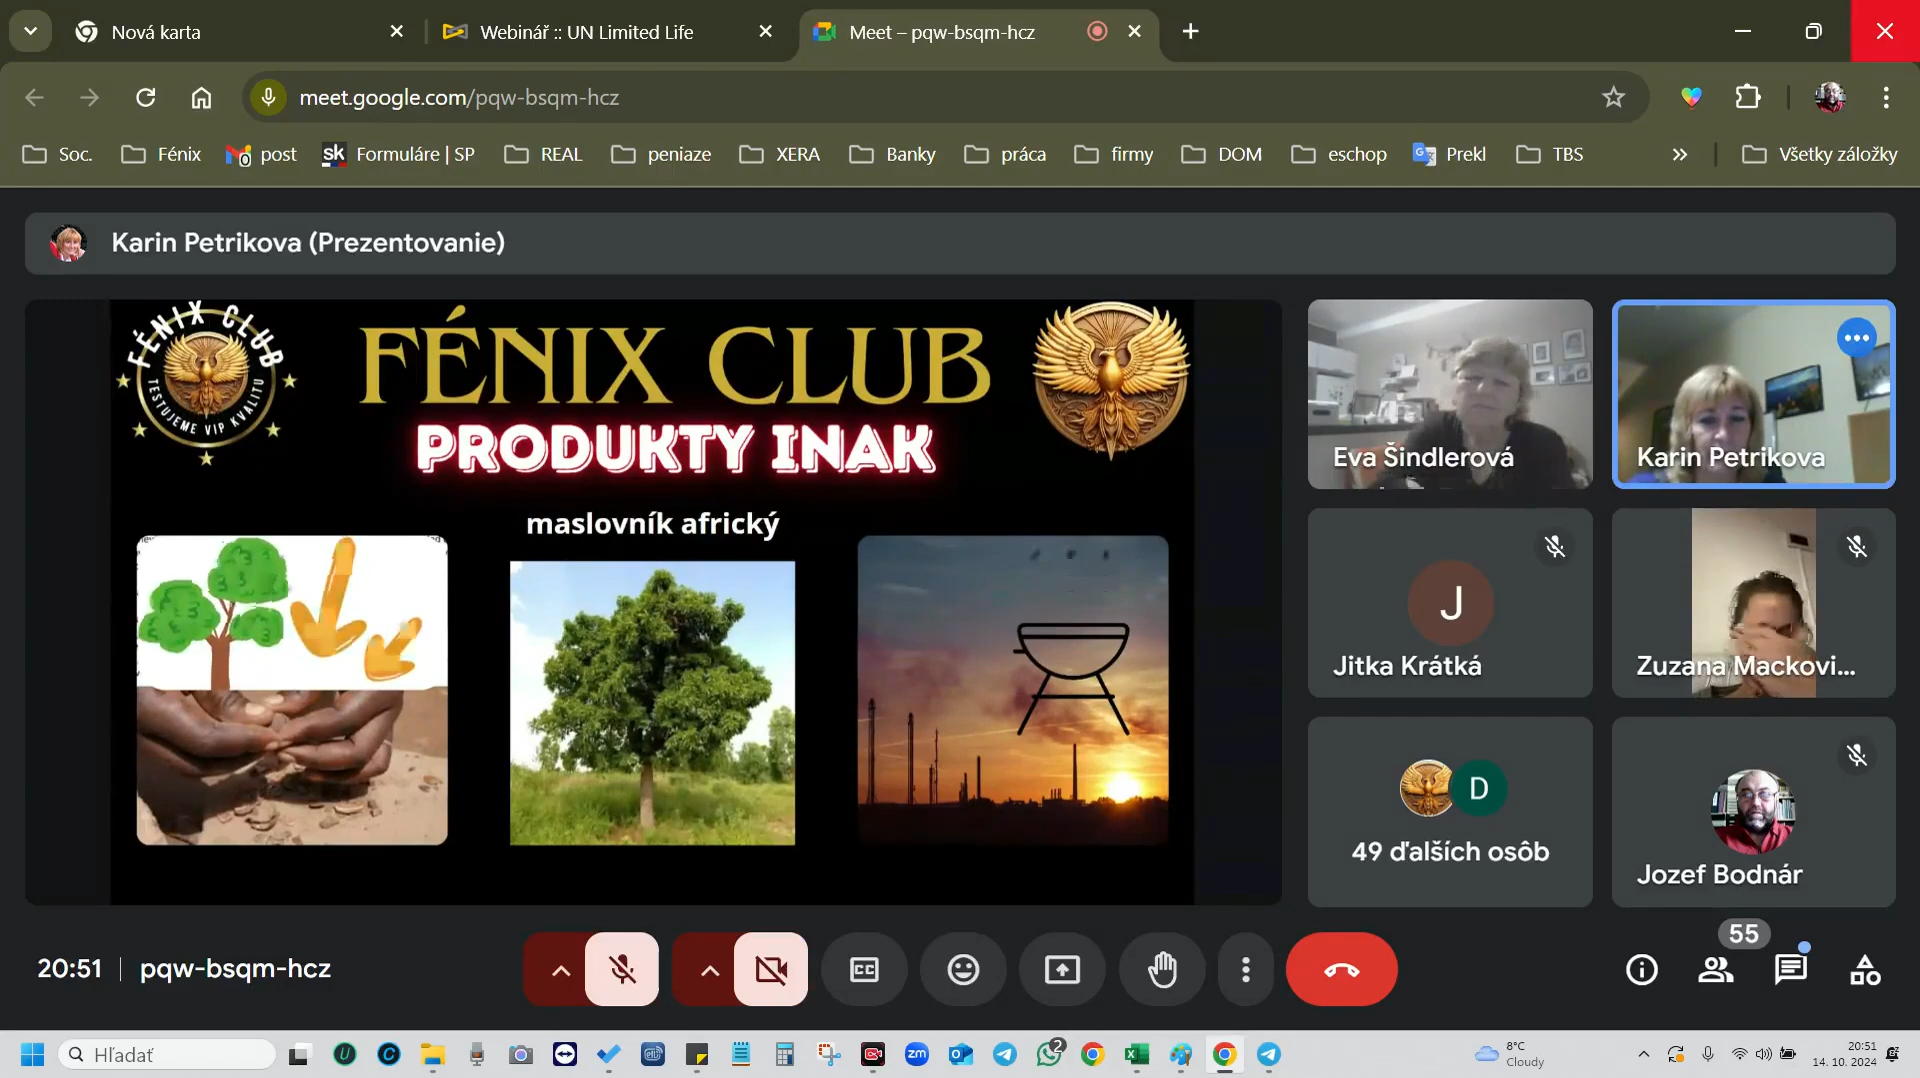 Nová karta
Webinář :: UN Limited Life
Meet – pqw-bsqm-hcz
meet.google.com/pqw-bsqm-hcz
Soc.
Fénix
post
Formuláre | SP
REAL
peniaze
XERA
Banky
práca
firmy
DOM
eschop
Prekl
TBS
Všetky záložky
Karin Petrikova (Prezentovanie)
FÉNIX CLUB
TESTUJEME VIP KVALITU
FÉNIX CLUB
PRODUKTY INAK
maslovník africký
Eva Šindlerová
Karin Petrikova
J
Jitka Krátká
Zuzana Mackovi...
D
49 ďalších osôb
Jozef Bodnár
20:51
pqw-bsqm-hcz
55
Hľadať
2
8°C
Cloudy
20:51
14. 10. 2024